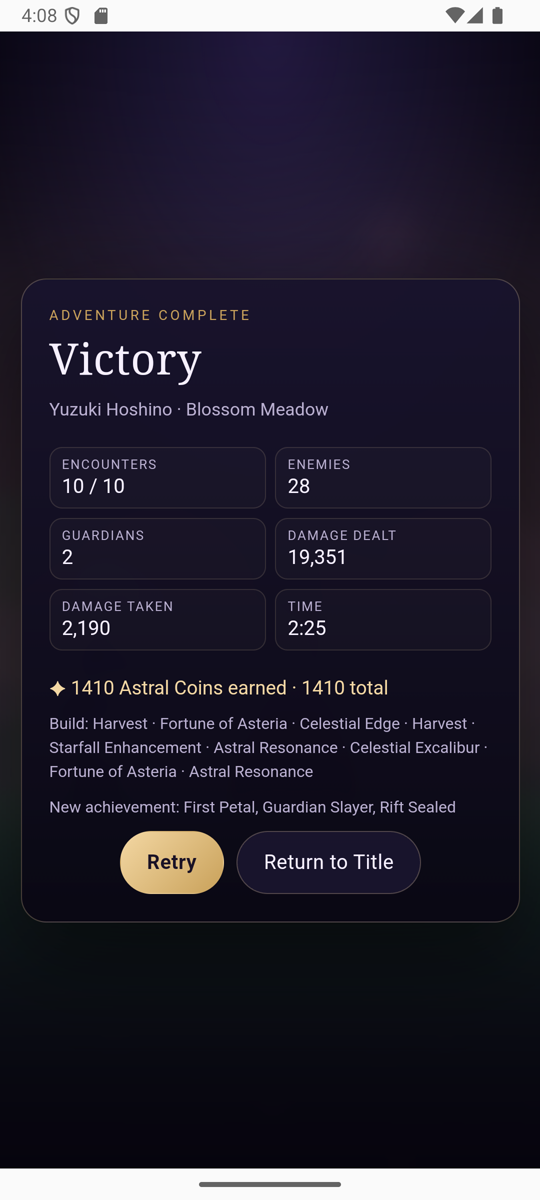 4:08
ADVENTURE COMPLETE
Victory
Yuzuki Hoshino · Blossom Meadow
ENCOUNTERS
10 / 10
ENEMIES
28
GUARDIANS
2
DAMAGE DEALT
19,351
DAMAGE TAKEN
2,190
TIME
2:25
✦ 1410 Astral Coins earned · 1410 total
Build: Harvest · Fortune of Asteria · Celestial Edge · Harvest ·
Starfall Enhancement · Astral Resonance · Celestial Excalibur ·
Fortune of Asteria · Astral Resonance
New achievement: First Petal, Guardian Slayer, Rift Sealed
Retry
Return to Title